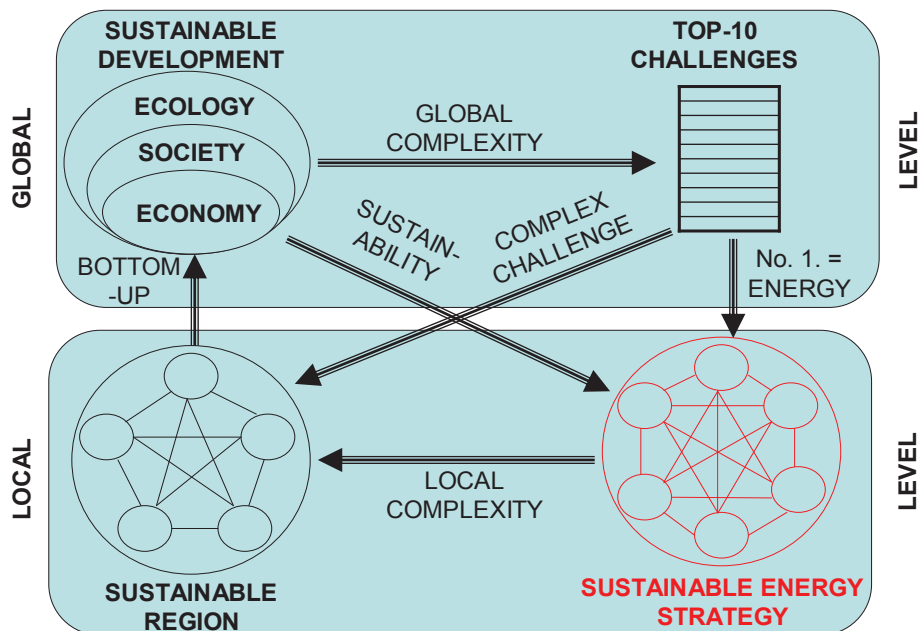 SUSTAINABLE
DEVELOPMENT
TOP-10
CHALLENGES
GLOBAL
LEVEL
ECOLOGY
SOCIETY
ECONOMY
GLOBAL
COMPLEXITY
SUSTAIN-
ABILITY
COMPLEX
CHALLENGE
BOTTOM
-UP
No. 1. =
ENERGY
LOCAL
LEVEL
LOCAL
COMPLEXITY
SUSTAINABLE
REGION
SUSTAINABLE ENERGY
STRATEGY